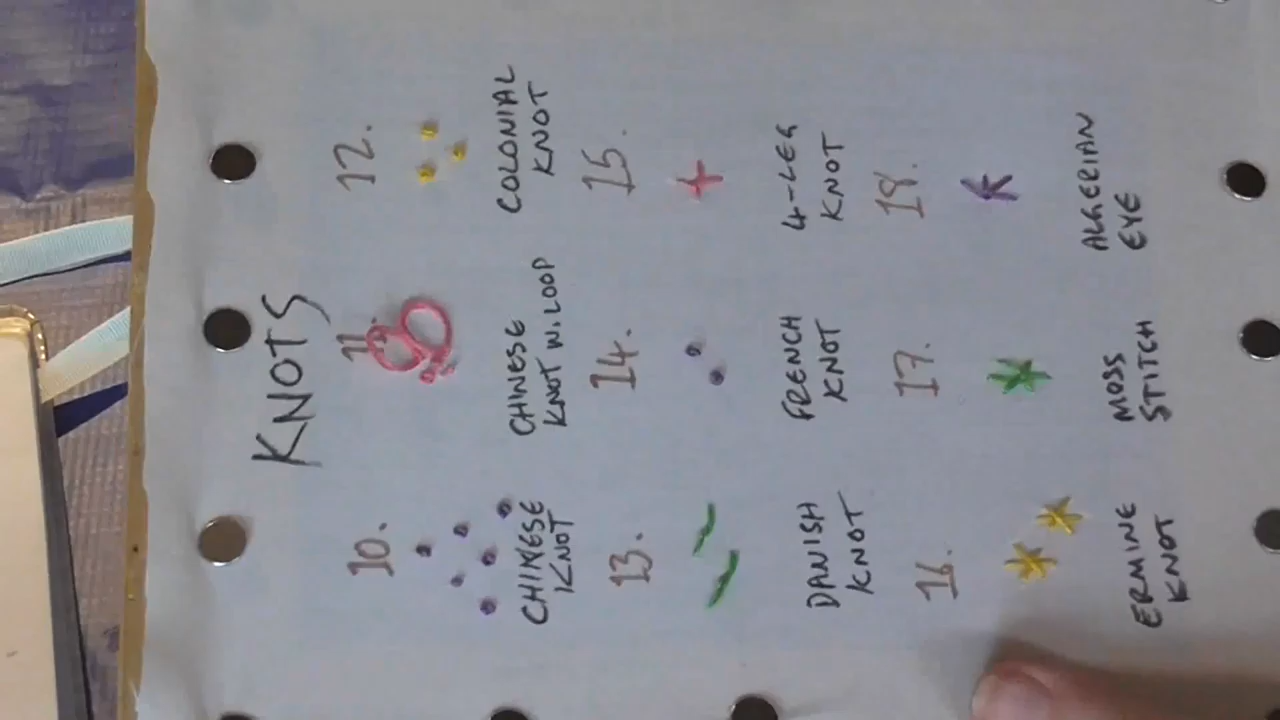 KNOTS
10. 11. 12.
CHINESE KNOT
CHINESE KNOT W. LOOP
COLONIAL KNOT
13. 14. 15.
DANISH KNOT
FRENCH KNOT
4-LEG KNOT
16. 17. 18.
ERMINE KNOT
MOSS STITCH
ALGERIAN EYE